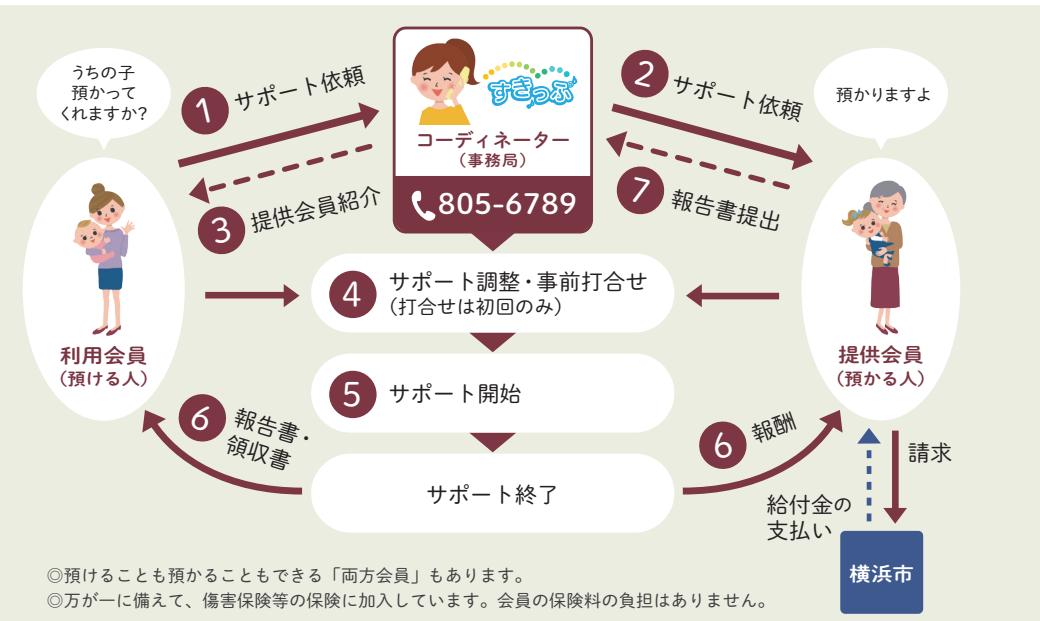 うちの子
預かって
くれますか?
1 サポート依頼
すきっぷ
コーディネーター
(事務局)
805-6789
2 サポート依頼
預かりますよ
3 提供会員紹介
7 報告書提出
利用会員
(預ける人)
4 サポート調整・事前打合せ
(打合せは初回のみ)
提供会員
(預かる人)
5 サポート開始
6 報告書・
領収書
サポート終了
6 報酬
請求
給付金の
支払い
横浜市
◎預けることも預かることもできる「両方会員」もあります。
◎万が一に備えて、傷害保険等の保険に加入しています。会員の保険料の負担はありません。